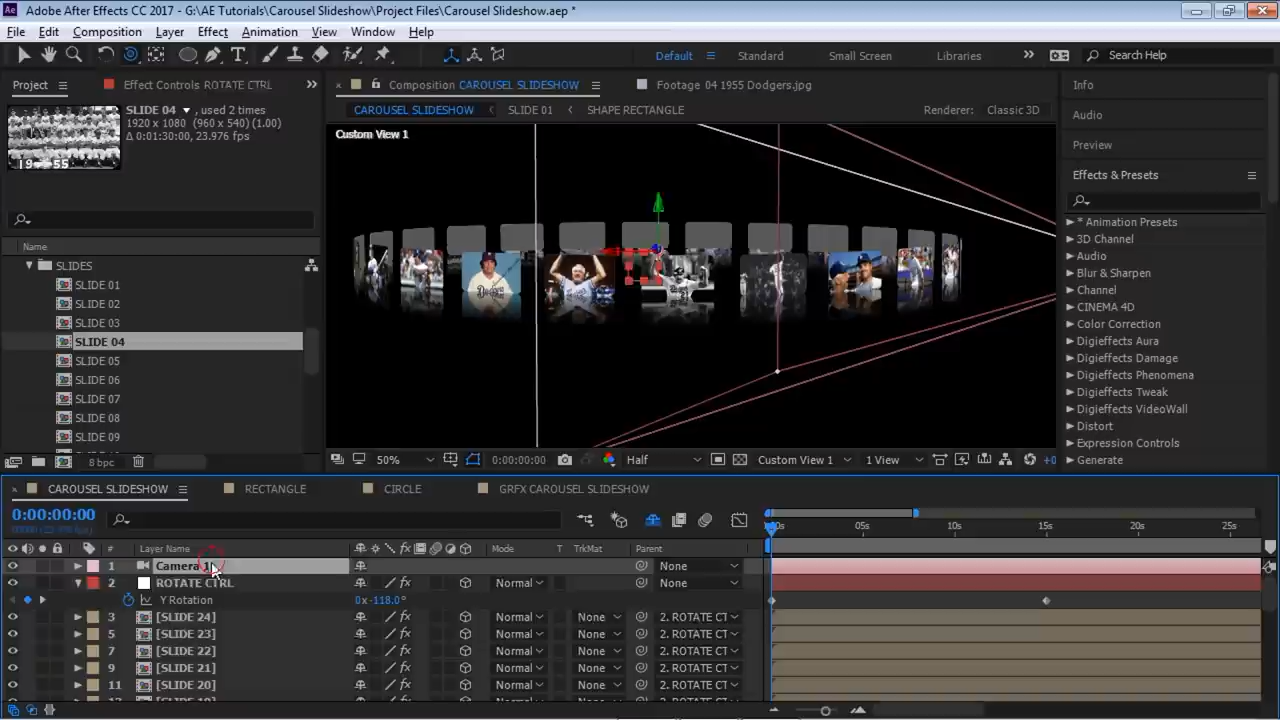 Adobe After Effects CC 2017 - G:\AE Tutorials\Carousel Slideshow\Project Files\Carousel Slideshow.aep *
File Edit Composition Layer Effect Animation View Window Help
Default Standard Small Screen Libraries Search Help
Project Effect Controls ROTATE CTRL Composition CAROUSEL SLIDESHOW Footage 04 1955 Dodgers.jpg Info
SLIDE 04 , used 2 times
1920 x 1080 (960 x 540) (1.00)
Δ 0:01:30:00, 23.976 fps
19 55
CAROUSEL SLIDESHOW SLIDE 01 SHAPE RECTANGLE Renderer: Classic 3D
Custom View 1
Audio
Preview
Effects & Presets
Name
SLIDES
SLIDE 01
SLIDE 02
SLIDE 03
SLIDE 04
SLIDE 05
SLIDE 06
SLIDE 07
SLIDE 08
SLIDE 09
8 bpc
* Animation Presets
3D Channel
Audio
Blur & Sharpen
Channel
CINEMA 4D
Color Correction
Digieffects Aura
Digieffects Damage
Digieffects Phenomena
Digieffects Tweak
Digieffects VideoWall
Distort
Expression Controls
Generate
50% 0:00:00:00 Half Custom View 1 1 View +0
CAROUSEL SLIDESHOW RECTANGLE CIRCLE GRFX CAROUSEL SLIDESHOW
0:00:00:00
05s 10s 15s 20s 25s
# Layer Name Mode T TrkMat Parent
1 Camera 1 None
2 ROTATE CTRL Normal None
Y Rotation 0x-118.0°
3 [SLIDE 24] Normal None 2. ROTATE CT
5 [SLIDE 23] Normal None 2. ROTATE CT
7 [SLIDE 22] Normal None 2. ROTATE CT
9 [SLIDE 21] Normal None 2. ROTATE CT
11 [SLIDE 20] Normal None 2. ROTATE CT